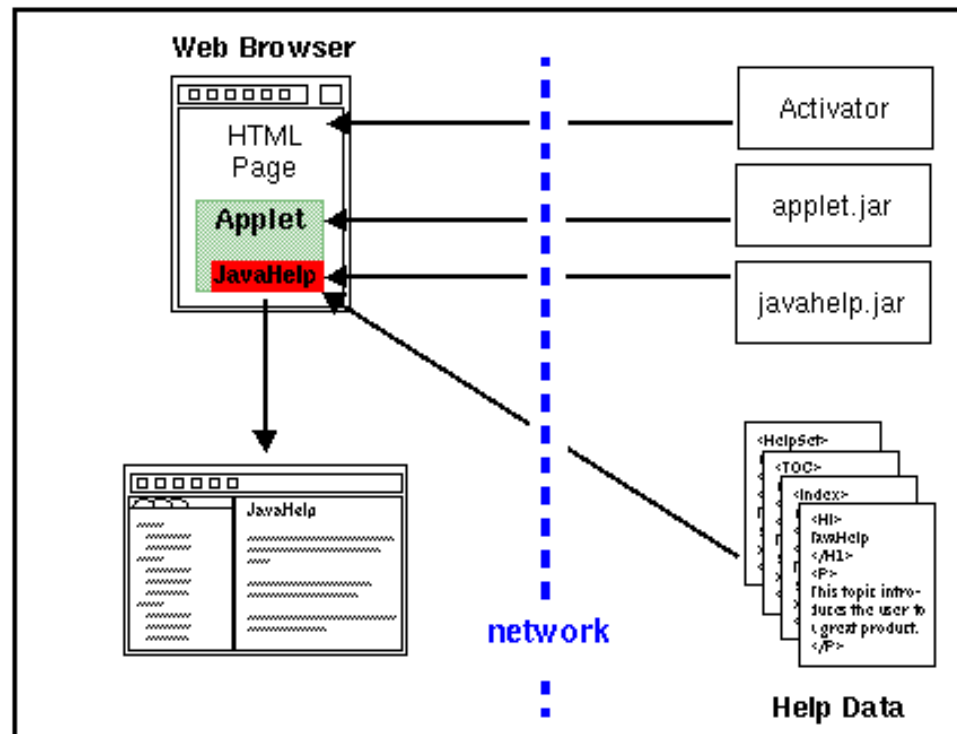 Web Browser
HTML
Page
Applet
JavaHelp
Activator
applet.jar
javahelp.jar
JavaHelp
network
<HelpSet>
<TOC>
<Index>
<H1>
JavaHelp
</H1>
<P>
This topic intro-
duces the user to
a great product.
</P>
Help Data